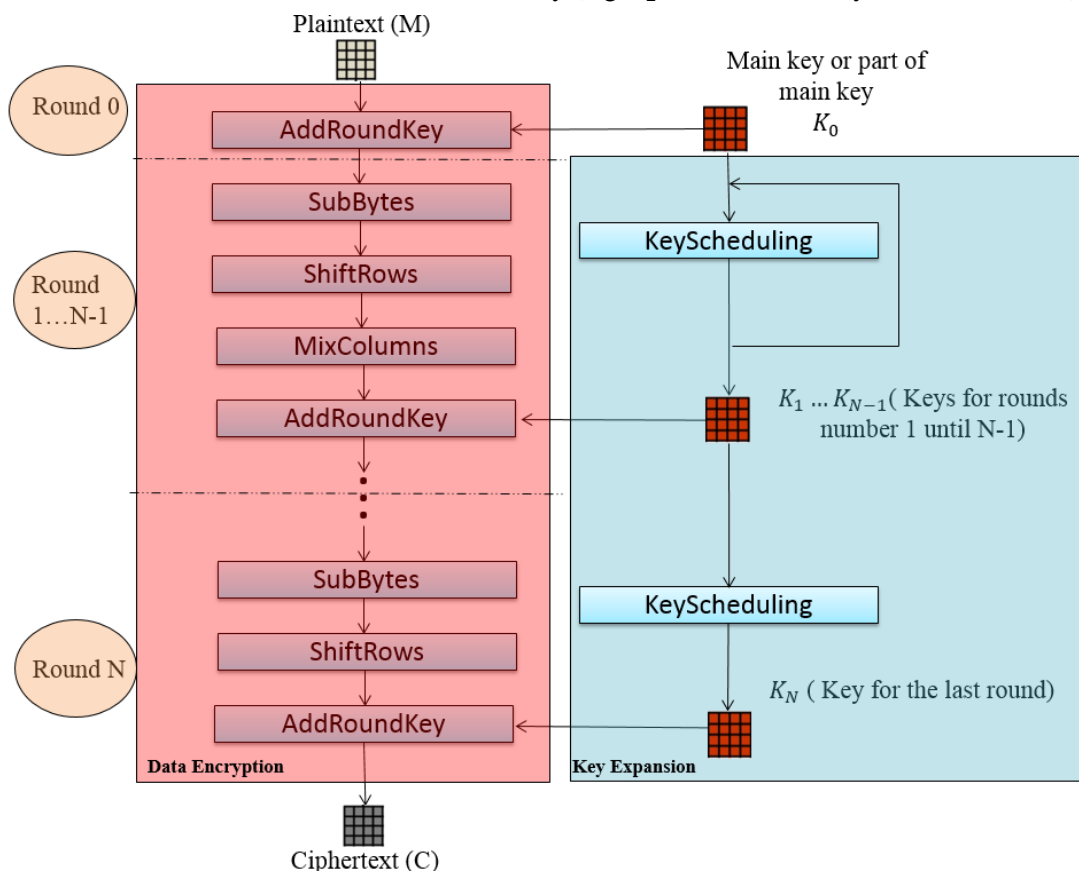 Plaintext (M)
Main key or part of
main key
K₀
Round 0
AddRoundKey
SubBytes
KeyScheduling
ShiftRows
Round
1…N-1
MixColumns
K₁ … K_{N−1}( Keys for rounds
number 1 until N-1)
AddRoundKey
SubBytes
KeyScheduling
ShiftRows
Round N
K_N ( Key for the last round)
AddRoundKey
Data Encryption
Key Expansion
Ciphertext (C)